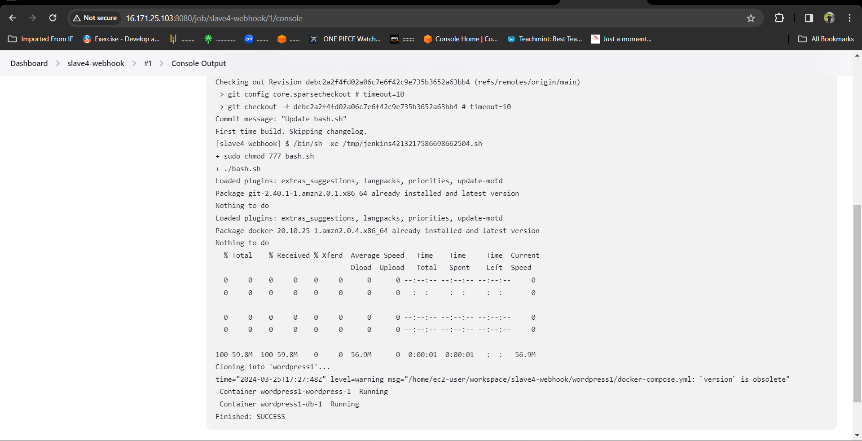 Not secure 16.171.25.103:8080/job/slave4-webhook/1/console
Imported From IE Exercise - Develop a... ONE PIECE Watch... Console Home | Co... Teachmint: Best Tea... Just a moment... All Bookmarks
Dashboard > slave4-webhook > #1 > Console Output
Checking out Revision debc2a2f4fd02a06c7e6f42c9e735b3652a63bb4 (refs/remotes/origin/main)
> git config core.sparsecheckout # timeout=10
> git checkout -f debc2a2f4fd02a06c7e6f42c9e735b3652a63bb4 # timeout=10
Commit message: "Update bash.sh"
First time build. Skipping changelog.
[slave4-webhook] $ /bin/sh -xe /tmp/jenkins4213217586698662504.sh
+ sudo chmod 777 bash.sh
+ ./bash.sh
Loaded plugins: extras_suggestions, langpacks, priorities, update-motd
Package git-2.40.1-1.amzn2.0.1.x86_64 already installed and latest version
Nothing to do
Loaded plugins: extras_suggestions, langpacks, priorities, update-motd
Package docker-20.10.25-1.amzn2.0.4.x86_64 already installed and latest version
Nothing to do
% Total % Received % Xferd Average Speed Time Time Time Current
Dload Upload Total Spent Left Speed
0 0 0 0 0 0 0 0 --:--:-- --:--:-- --:--:-- 0
0 0 0 0 0 0 0 0 --:--:-- --:--:-- --:--:-- 0
0 0 0 0 0 0 0 0 --:--:-- --:--:-- --:--:-- 0
0 0 0 0 0 0 0 0 --:--:-- --:--:-- --:--:-- 0
100 59.8M 100 59.8M 0 0 56.9M 0 0:00:01 0:00:01 --:--:-- 56.9M
Cloning into 'wordpress1'...
time="2024-03-25T17:27:48Z" level=warning msg="/home/ec2-user/workspace/slave4-webhook/wordpress1/docker-compose.yml: `version` is obsolete"
Container wordpress1-wordpress-1 Running
Container wordpress1-db-1 Running
Finished: SUCCESS